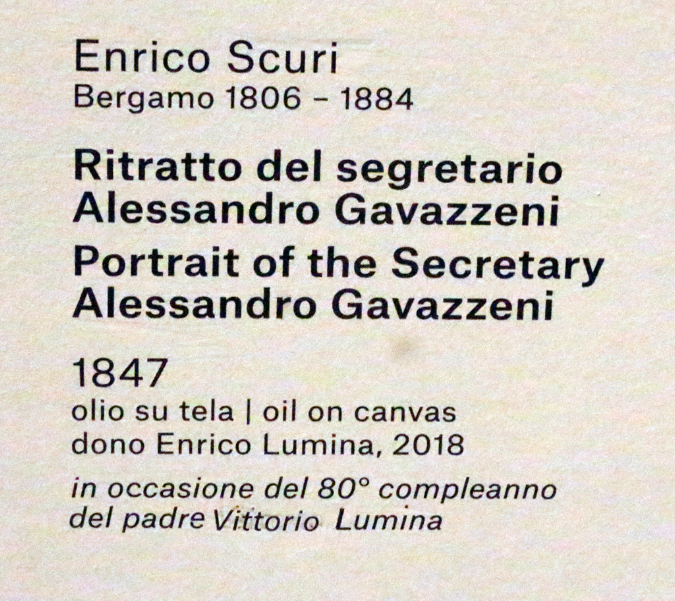 Enrico Scuri
Bergamo 1806 – 1884
Ritratto del segretario
Alessandro Gavazzeni
Portrait of the Secretary
Alessandro Gavazzeni
1847
olio su tela | oil on canvas
dono Enrico Lumina, 2018
in occasione del 80° compleanno
del padre Vittorio Lumina